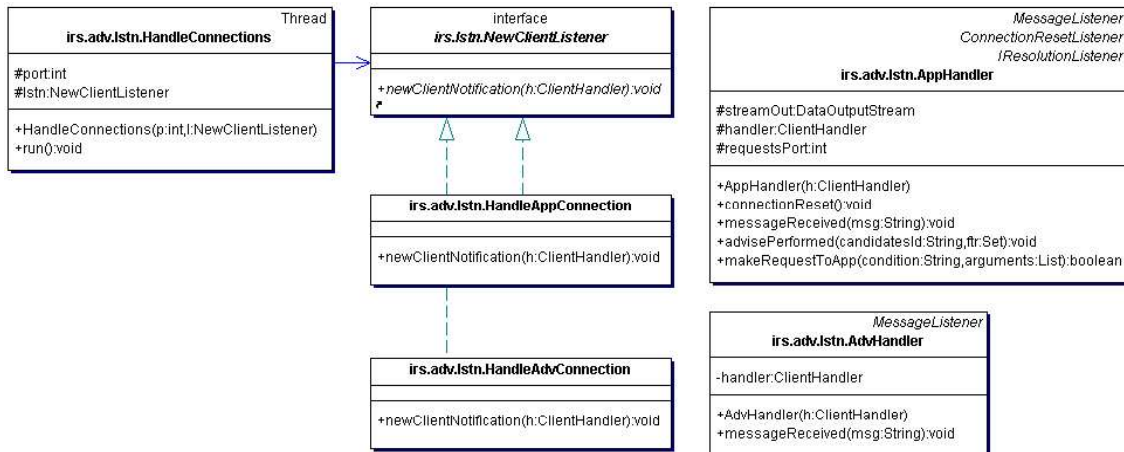 Thread
irs.adv.lstn.HandleConnections
#port:int
#lstn:NewClientListener
+HandleConnections(p:int,l:NewClientListener)
+run():void
interface
irs.lstn.NewClientListener
+newClientNotification(h:ClientHandler):void
irs.adv.lstn.HandleAppConnection
+newClientNotification(h:ClientHandler):void
irs.adv.lstn.HandleAdvConnection
+newClientNotification(h:ClientHandler):void
MessageListener
ConnectionResetListener
IResolutionListener
irs.adv.lstn.AppHandler
#streamOut:DataOutputStream
#handler:ClientHandler
#requestsPort:int
+AppHandler(h:ClientHandler)
+connectionReset():void
+messageReceived(msg:String):void
+advisePerformed(candidatesId:String,ftr:Set):void
+makeRequestToApp(condition:String,arguments:List):boolean
MessageListener
irs.adv.lstn.AdvHandler
-handler:ClientHandler
+AdvHandler(h:ClientHandler)
+messageReceived(msg:String):void